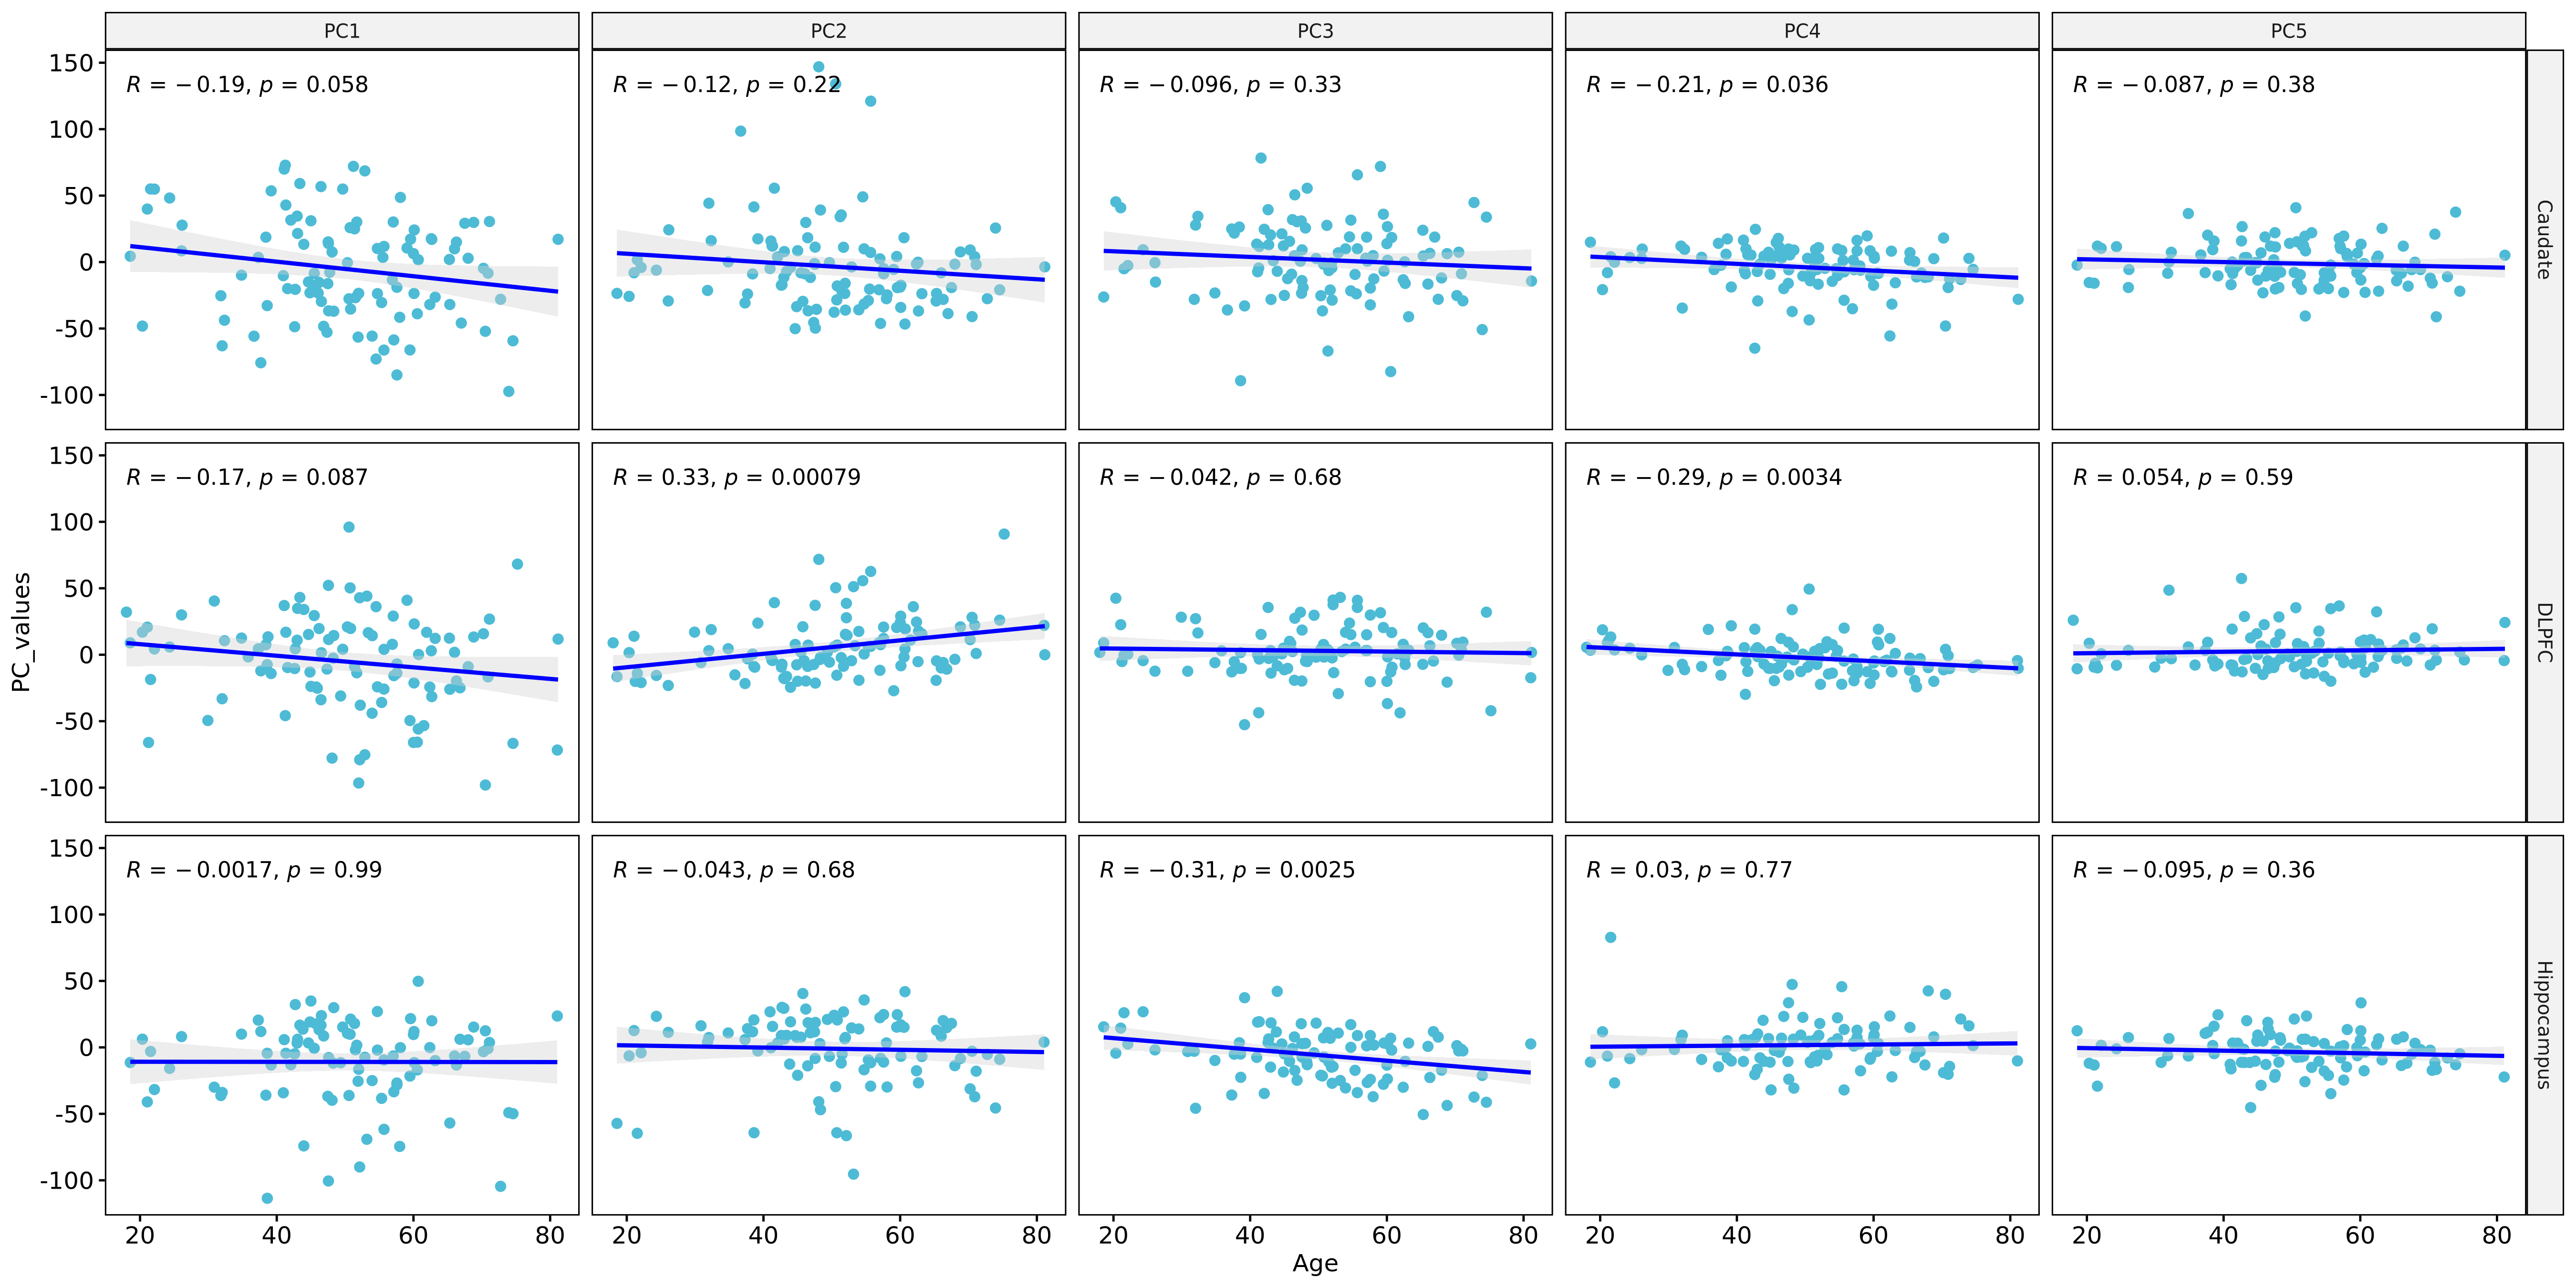 PC1 PC2 PC3 PC4 PC5
R = −0.19, p = 0.058
R = −0.12, p = 0.22
R = −0.096, p = 0.33
R = −0.21, p = 0.036
R = −0.087, p = 0.38
150
100
50
0
-50
-100
Caudate
R = −0.17, p = 0.087
R = 0.33, p = 0.00079
R = −0.042, p = 0.68
R = −0.29, p = 0.0034
R = 0.054, p = 0.59
150
100
50
0
-50
-100
DLPFC
PC_values
R = −0.0017, p = 0.99
R = −0.043, p = 0.68
R = −0.31, p = 0.0025
R = 0.03, p = 0.77
R = −0.095, p = 0.36
150
100
50
0
-50
-100
Hippocampus
20 40 60 80 20 40 60 80 20 40 60 80 20 40 60 80 20 40 60 80
Age